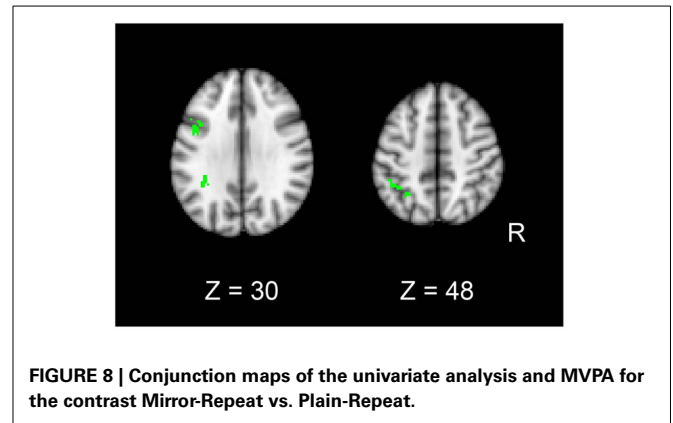 R
Z = 30
Z = 48
FIGURE 8 | Conjunction maps of the univariate analysis and MVPA for
the contrast Mirror-Repeat vs. Plain-Repeat.